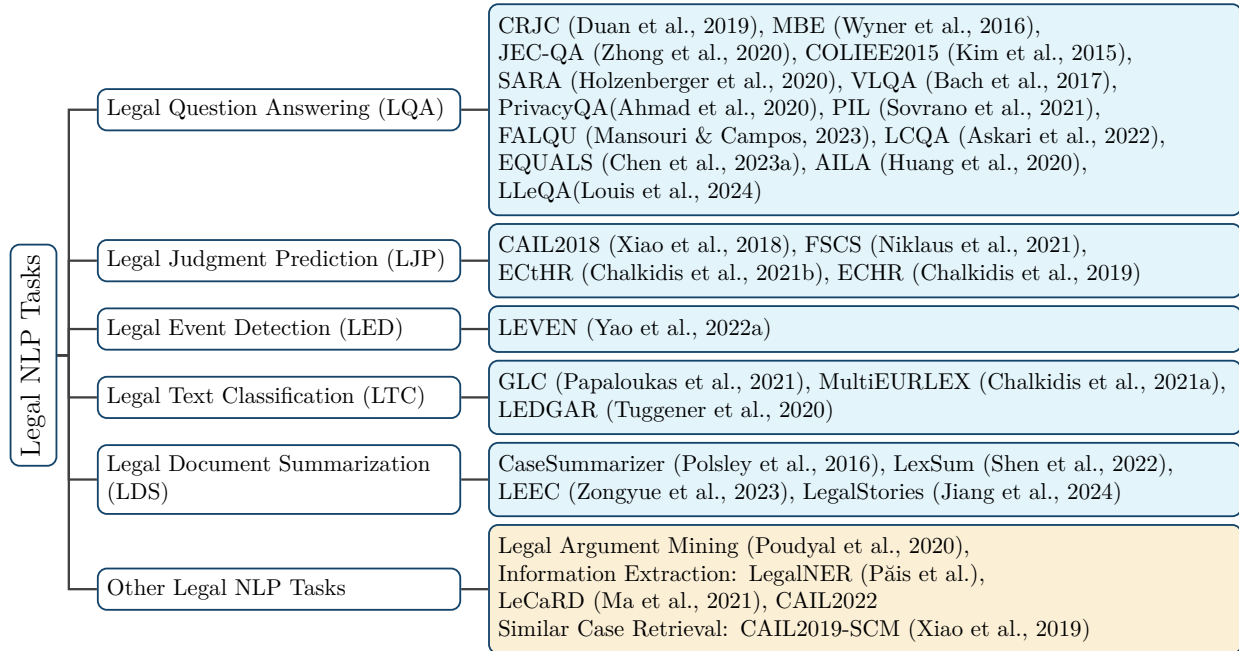 Legal NLP Tasks
Legal Question Answering (LQA)
CRJC (Duan et al., 2019), MBE (Wyner et al., 2016),
JEC-QA (Zhong et al., 2020), COLIEE2015 (Kim et al., 2015),
SARA (Holzenberger et al., 2020), VLQA (Bach et al., 2017),
PrivacyQA(Ahmad et al., 2020), PIL (Sovrano et al., 2021),
FALQU (Mansouri & Campos, 2023), LCQA (Askari et al., 2022),
EQUALS (Chen et al., 2023a), AILA (Huang et al., 2020),
LLeQA(Louis et al., 2024)
Legal Judgment Prediction (LJP)
CAIL2018 (Xiao et al., 2018), FSCS (Niklaus et al., 2021),
ECtHR (Chalkidis et al., 2021b), ECHR (Chalkidis et al., 2019)
Legal Event Detection (LED)
LEVEN (Yao et al., 2022a)
Legal Text Classification (LTC)
GLC (Papaloukas et al., 2021), MultiEURLEX (Chalkidis et al., 2021a),
LEDGAR (Tuggener et al., 2020)
Legal Document Summarization
(LDS)
CaseSummarizer (Polsley et al., 2016), LexSum (Shen et al., 2022),
LEEC (Zongyue et al., 2023), LegalStories (Jiang et al., 2024)
Other Legal NLP Tasks
Legal Argument Mining (Poudyal et al., 2020),
Information Extraction: LegalNER (Păis et al.),
LeCaRD (Ma et al., 2021), CAIL2022
Similar Case Retrieval: CAIL2019-SCM (Xiao et al., 2019)